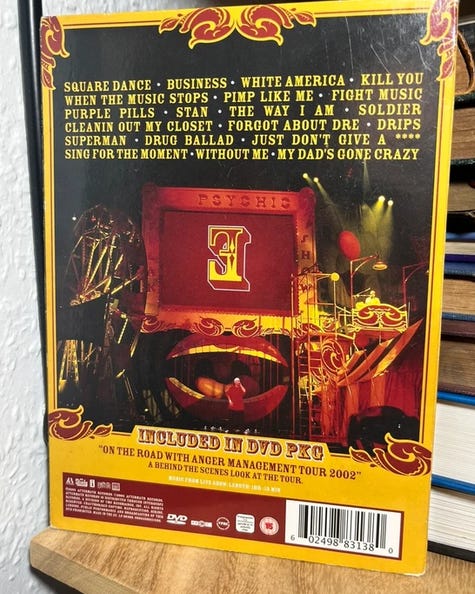 SQUARE DANCE • BUSINESS • WHITE AMERICA • KILL YOU
WHEN THE MUSIC STOPS • PIMP LIKE ME • FIGHT MUSIC
PURPLE PILLS • STAN • THE WAY I AM • SOLDIER
CLEANIN OUT MY CLOSET • FORGOT ABOUT DRE • DRIPS
SUPERMAN • DRUG BALLAD • JUST DON'T GIVE A ****
SING FOR THE MOMENT • WITHOUT ME • MY DAD'S GONE CRAZY
PSYCHIC
SHOW
E
INCLUDED IN DVD PKG
"ON THE ROAD WITH ANGER MANAGEMENT TOUR 2002"
A BEHIND THE SCENES LOOK AT THE TOUR.
DVD
15
6 02498 83138 0